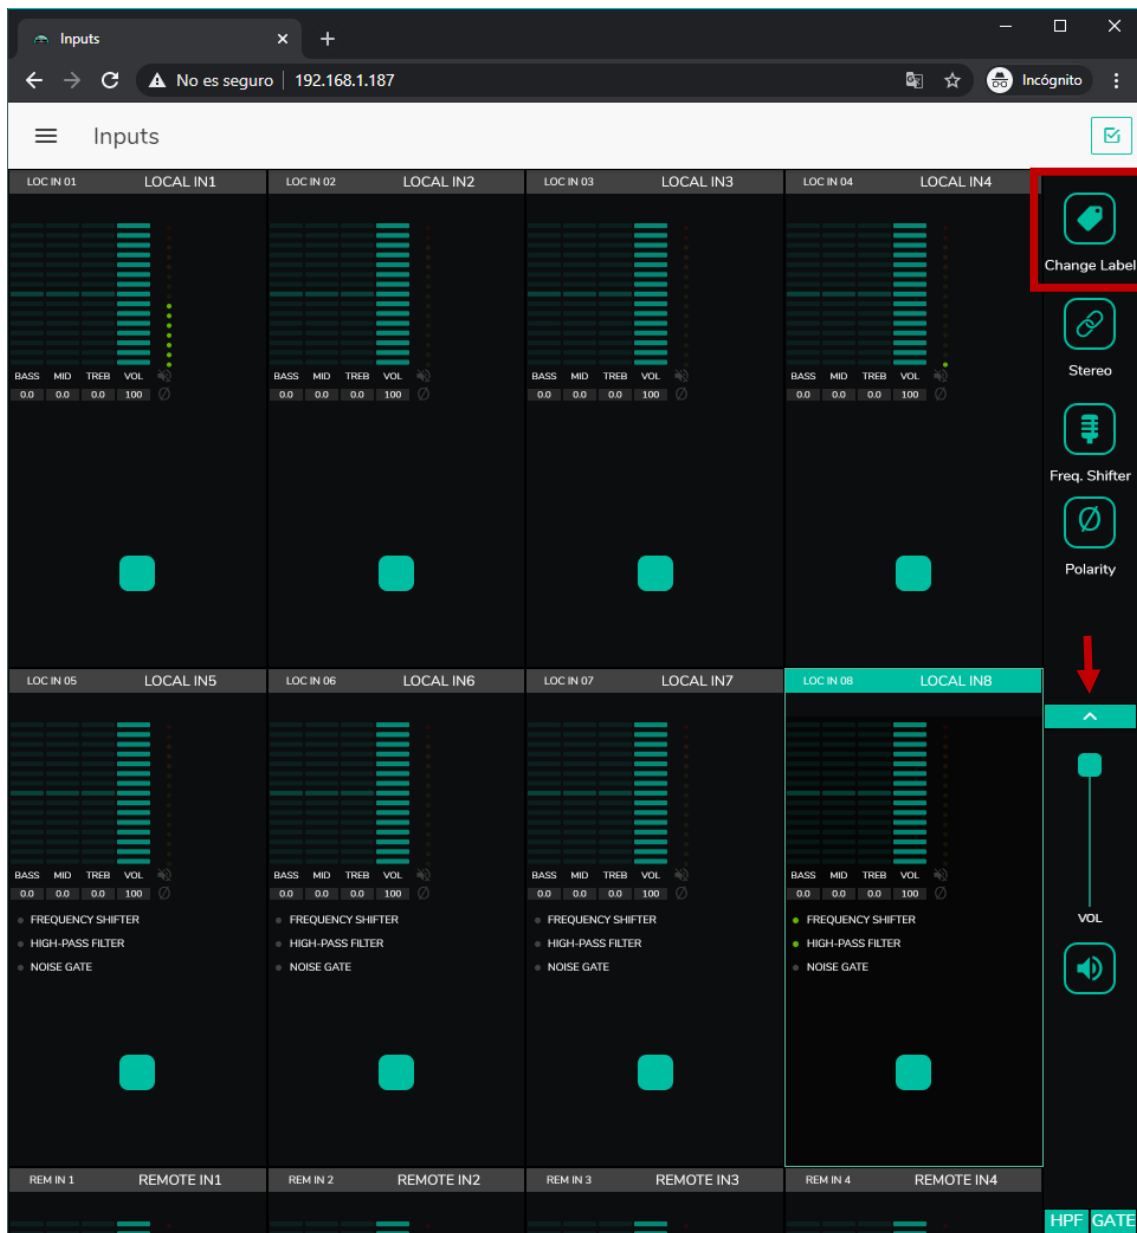 Inputs
No es seguro | 192.168.1.187
Incógnito
Inputs
LOC IN 01 LOCAL IN1 LOC IN 02 LOCAL IN2 LOC IN 03 LOCAL IN3 LOC IN 04 LOCAL IN4
Change Label
Stereo
BASS MID TREB VOL BASS MID TREB VOL BASS MID TREB VOL BASS MID TREB VOL
0.0 0.0 0.0 100 0.0 0.0 0.0 100 0.0 0.0 0.0 100 0.0 0.0 0.0 100
Freq. Shifter
Polarity
LOC IN 05 LOCAL IN5 LOC IN 06 LOCAL IN6 LOC IN 07 LOCAL IN7 LOC IN 08 LOCAL IN8
BASS MID TREB VOL BASS MID TREB VOL BASS MID TREB VOL BASS MID TREB VOL
0.0 0.0 0.0 100 0.0 0.0 0.0 100 0.0 0.0 0.0 100 0.0 0.0 0.0 100
FREQUENCY SHIFTER FREQUENCY SHIFTER FREQUENCY SHIFTER FREQUENCY SHIFTER
VOL
HIGH-PASS FILTER HIGH-PASS FILTER HIGH-PASS FILTER HIGH-PASS FILTER
NOISE GATE NOISE GATE NOISE GATE NOISE GATE
REM IN 1 REMOTE IN1 REM IN 2 REMOTE IN2 REM IN 3 REMOTE IN3 REM IN 4 REMOTE IN4
HPF GATE